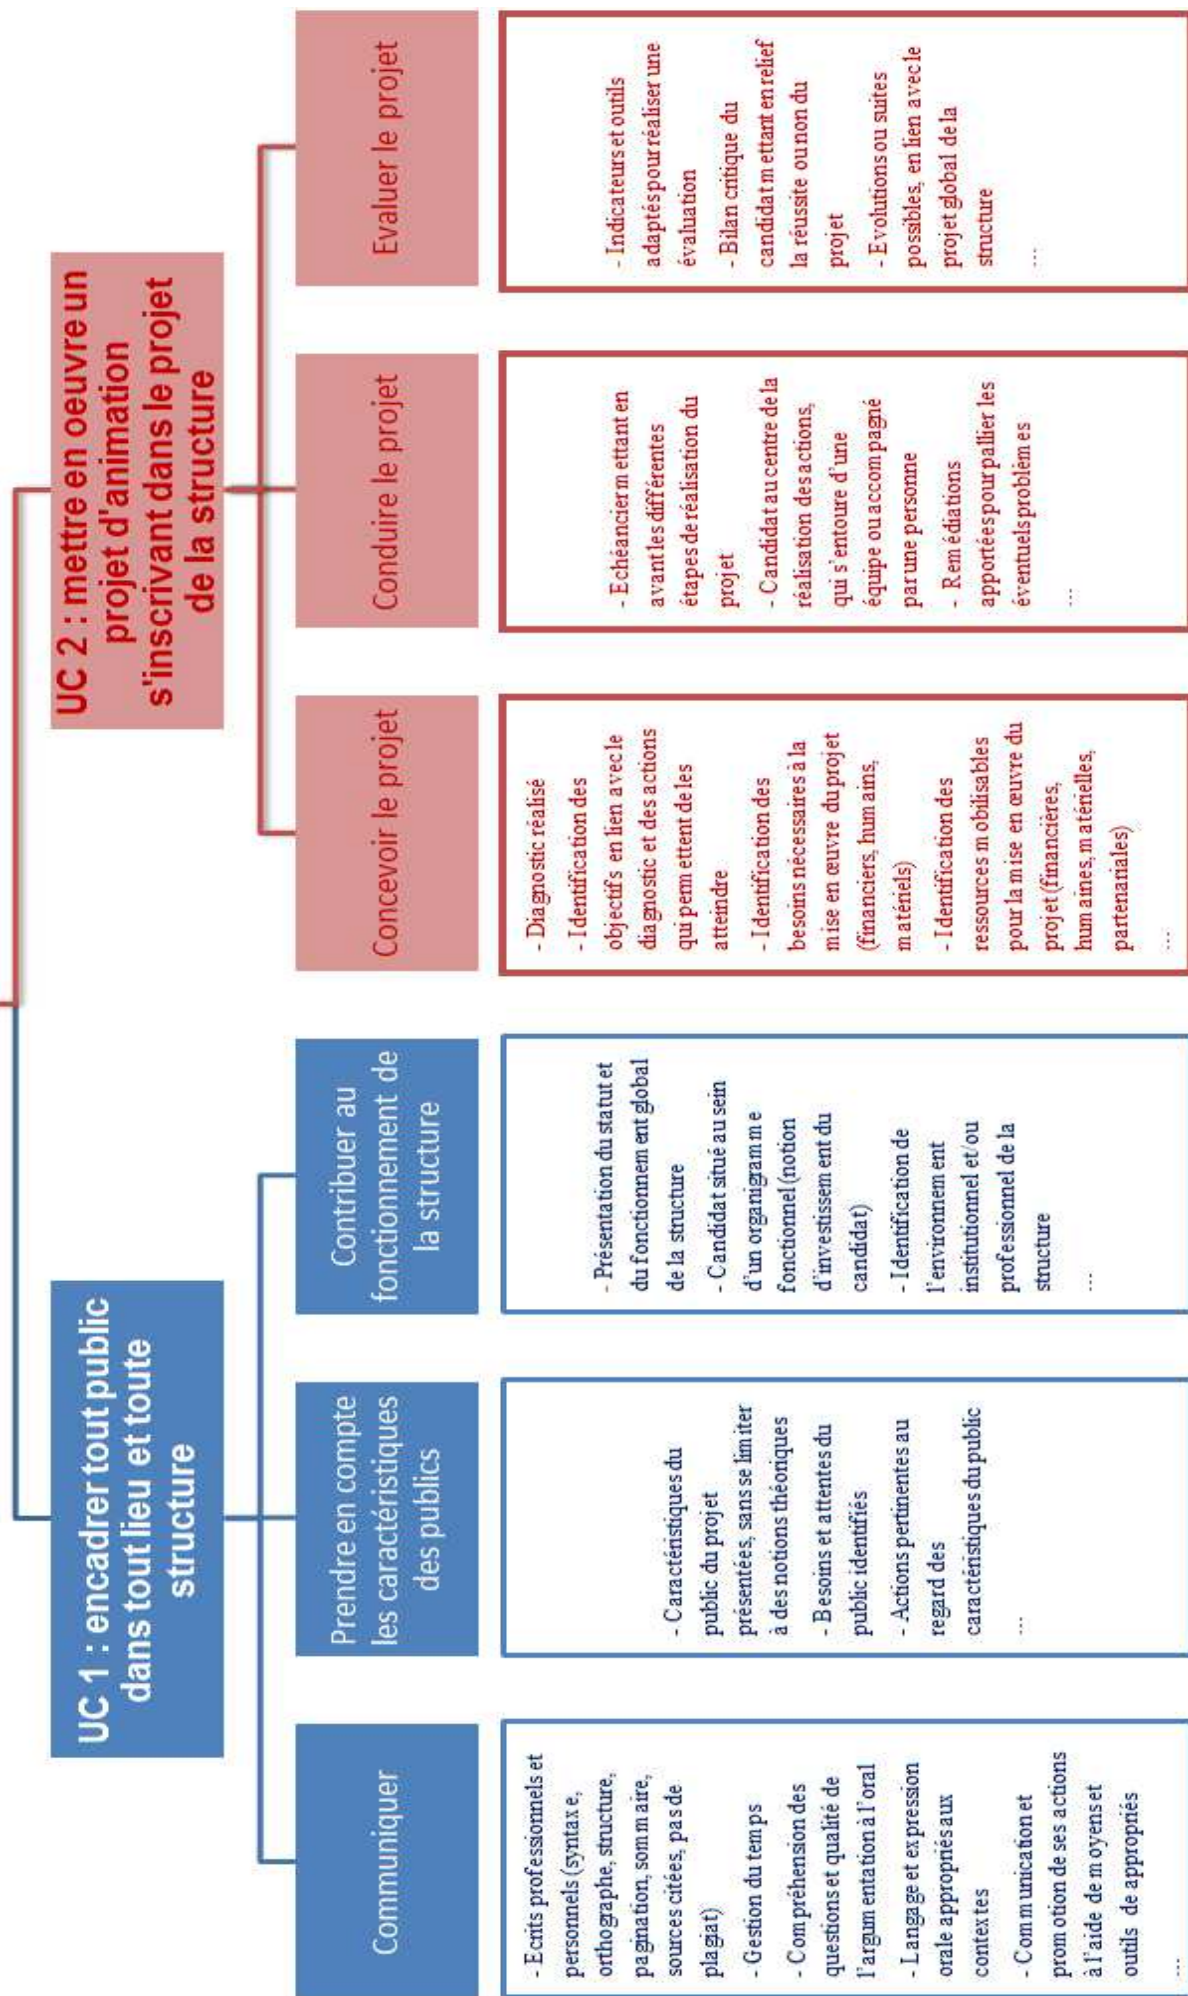 UC 1 : encadrer tout public
dans tout lieu et toute
structure
Communiquer
- Ecrits professionnels et
personnels (syntaxe,
orthographe, structure,
pagination, sommaire,
sources citées, pas de
plagiat)
- Gestion du temps
- Compréhension des
questions et qualité de
l'argumentation à l'oral
- Langage et expression
orale appropriés aux
contextes
- Communication et
promotion de ses actions
à l'aide de moyens et
outils de appropriés
...
Prendre en compte
les caractéristiques
des publics
- Caractéristiques du
public du projet
présentées, sans se limiter
à des notions théoriques
- Besoins et attentes du
public identifiés
- Actions pertinentes au
regard des
caractéristiques du public
...
Contribuer au
fonctionnement de
la structure
- Présentation du statut et
du fonctionnement global
de la structure
- Candidat situé au sein
d'un organigramme
fonctionnel (notion
d'investissement du
candidat)
- Identification de
l'environnement
institutionnel et/ou
professionnel de la
structure
...
UC 2 : mettre en oeuvre un
projet d'animation
s'inscrivant dans le projet
de la structure
Concevoir le projet
- Diagnostic réalisé
- Identification des
objectifs en lien avec le
diagnostic et des actions
qui permettent de les
atteindre
- Identification des
besoins nécessaires à la
mise en œuvre du projet
(financiers, humains,
matériels)
- Identification des
ressources mobilisables
pour la mise en œuvre du
projet (financières,
humaines, matérielles,
partenariales)
...
Conduire le projet
- Echéancier mettant en
avant les différentes
étapes de réalisation du
projet
- Candidat au centre de la
réalisation des actions,
qui s'entoure d'une
équipe ou accompagné
par une personne
- Remédiations
apportées pour pallier les
éventuels problèmes
...
Evaluer le projet
- Indicateurs et outils
adaptés pour réaliser une
évaluation
- Bilan critique du
candidat mettant en relief
la réussite ou non du
projet
- Evolutions ou suites
possibles, en lien avec le
projet global de la
structure
...